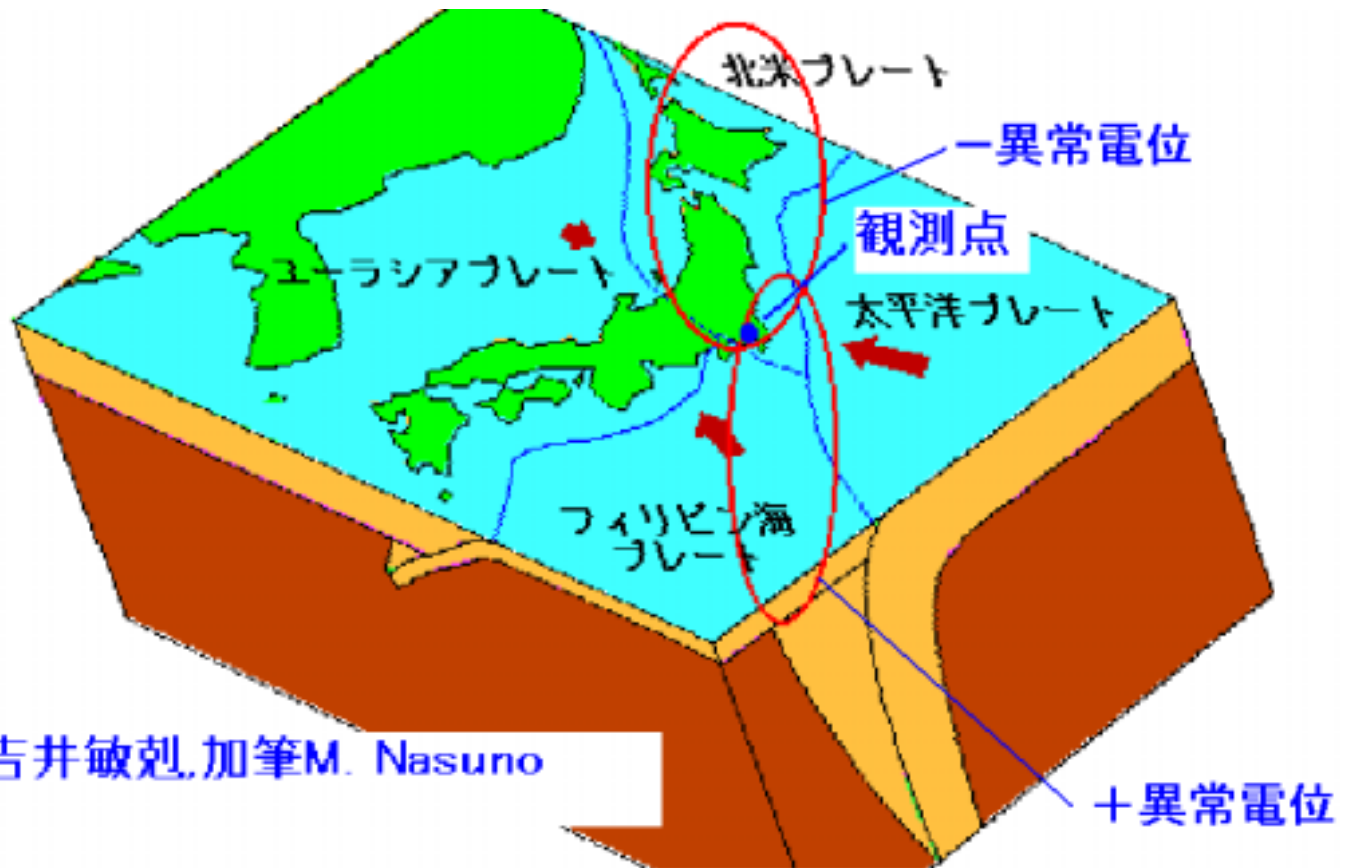 北米プレート
－異常電位
観測点
ユーラシアプレート
太平洋プレート
フィリピン海
プレート
吉井敏尅,加筆M. Nasuno
＋異常電位